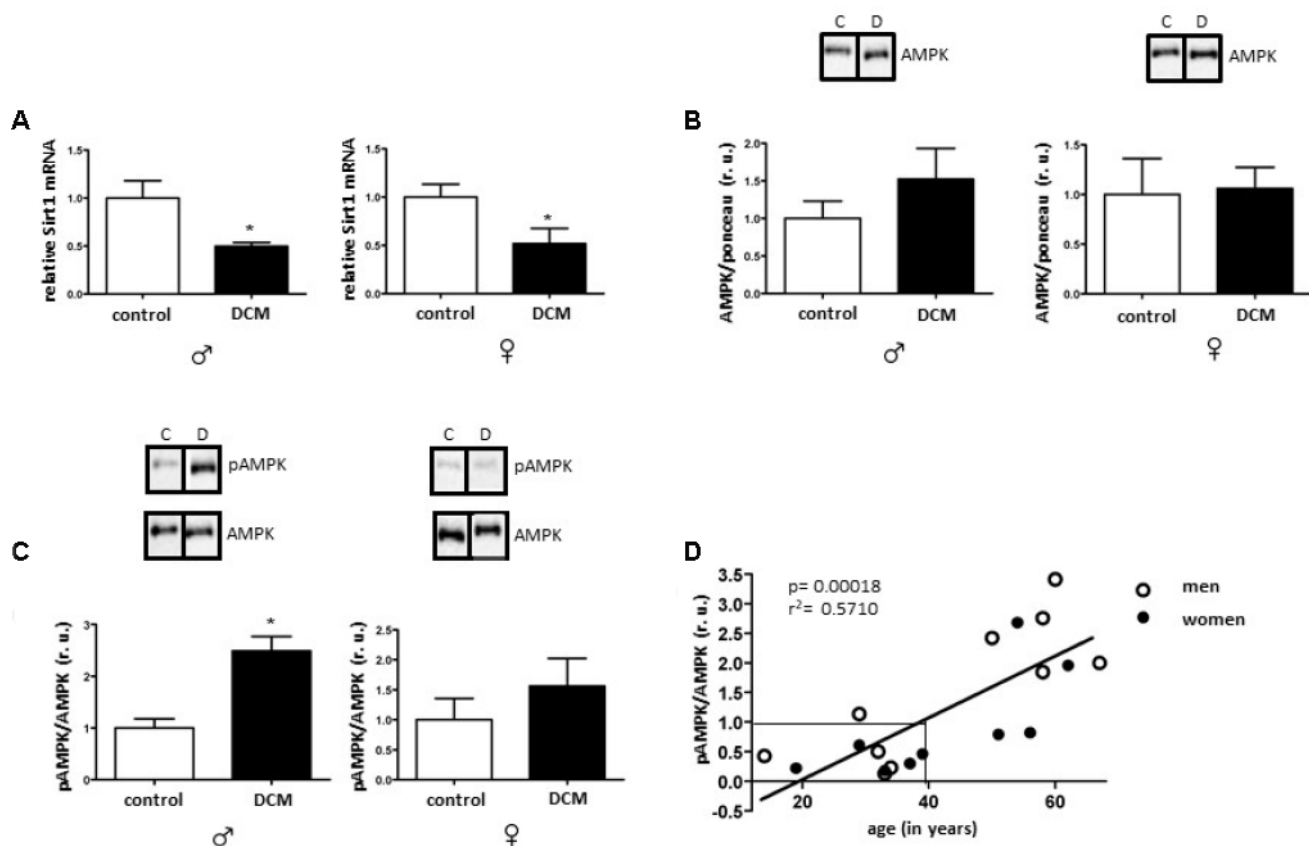 A
relative Sirt1 mRNA
1.5
1.0
0.5
0.0
*
control DCM
♂
relative Sirt1 mRNA
1.5
1.0
0.5
0.0
*
control DCM
♀
B
C D
AMPK
AMPK/ponceau (r. u.)
2.0
1.5
1.0
0.5
0.0
control DCM
♂
C D
AMPK
AMPK/ponceau (r. u.)
1.5
1.0
0.5
0.0
control DCM
♀
C
C D
pAMPK
AMPK
pAMPK/AMPK (r. u.)
3
2
1
0
*
control DCM
♂
C D
pAMPK
AMPK
pAMPK/AMPK (r. u.)
2.5
2.0
1.5
1.0
0.5
0.0
control DCM
♀
D
pAMPK/AMPK (r. u.)
3.5
3.0
2.5
2.0
1.5
1.0
0.5
0.0
-0.5
p= 0.00018
r²= 0.5710
20 40 60
age (in years)
men
women